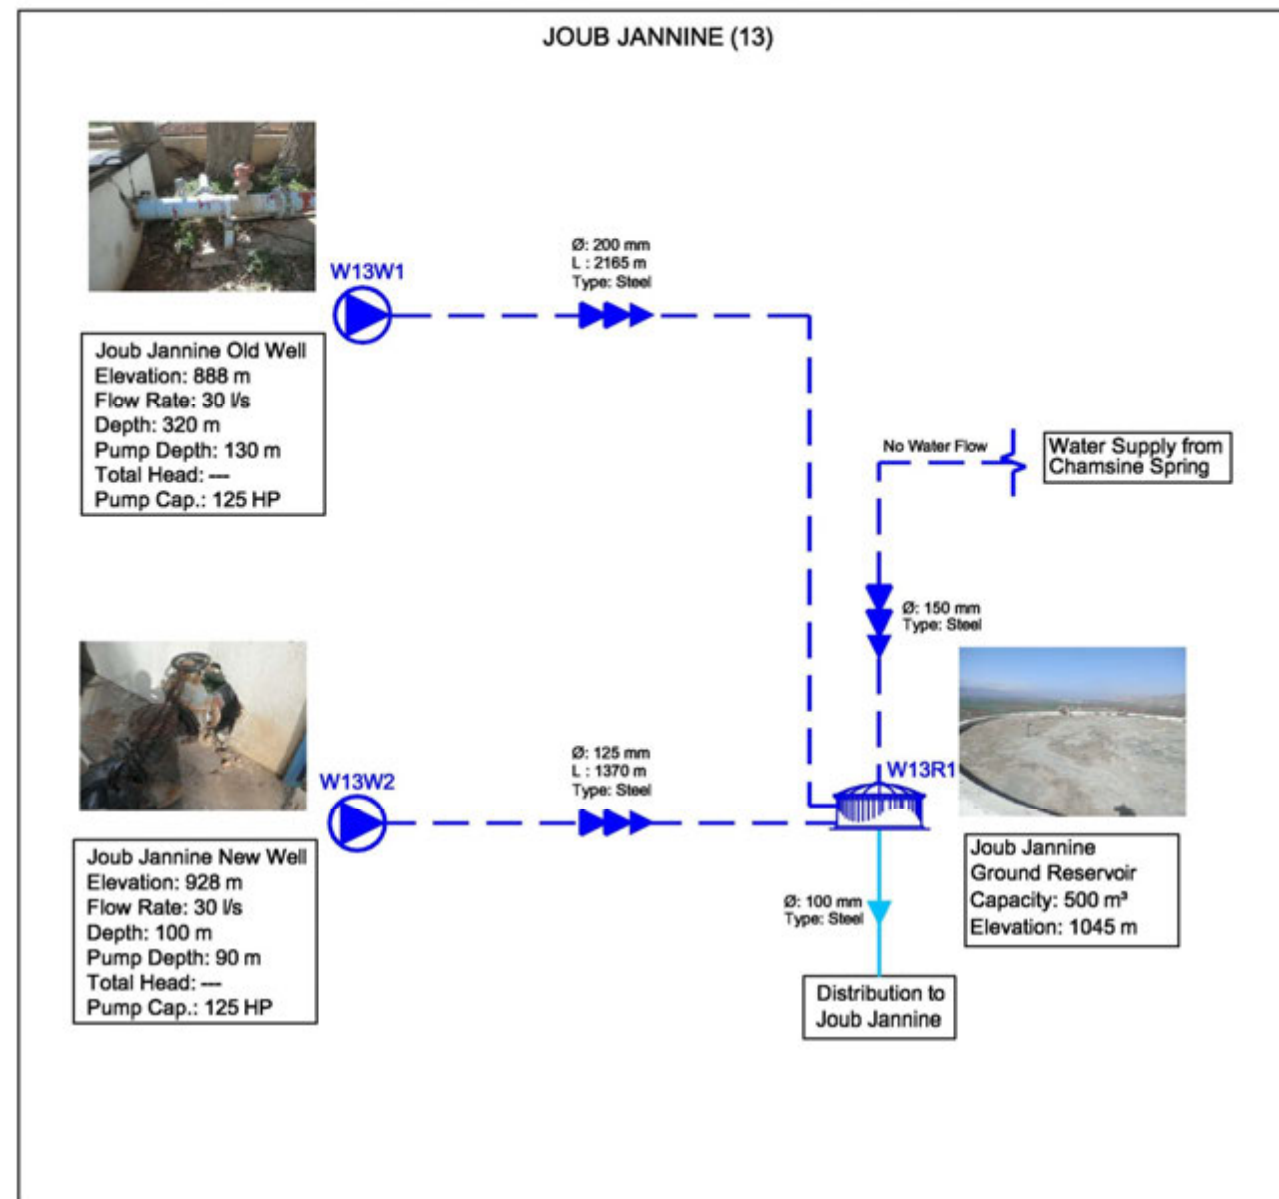 JOUB JANNINE (13)
W13W1
Ø: 200 mm
L : 2165 m
Type: Steel
Joub Jannine Old Well
Elevation: 888 m
Flow Rate: 30 l/s
Depth: 320 m
Pump Depth: 130 m
Total Head: ---
Pump Cap.: 125 HP
No Water Flow
Water Supply from
Chamsine Spring
Ø: 150 mm
Type: Steel
W13W2
Ø: 125 mm
L : 1370 m
Type: Steel
W13R1
Joub Jannine New Well
Elevation: 928 m
Flow Rate: 30 l/s
Depth: 100 m
Pump Depth: 90 m
Total Head: ---
Pump Cap.: 125 HP
Joub Jannine
Ground Reservoir
Capacity: 500 m³
Elevation: 1045 m
Ø: 100 mm
Type: Steel
Distribution to
Joub Jannine